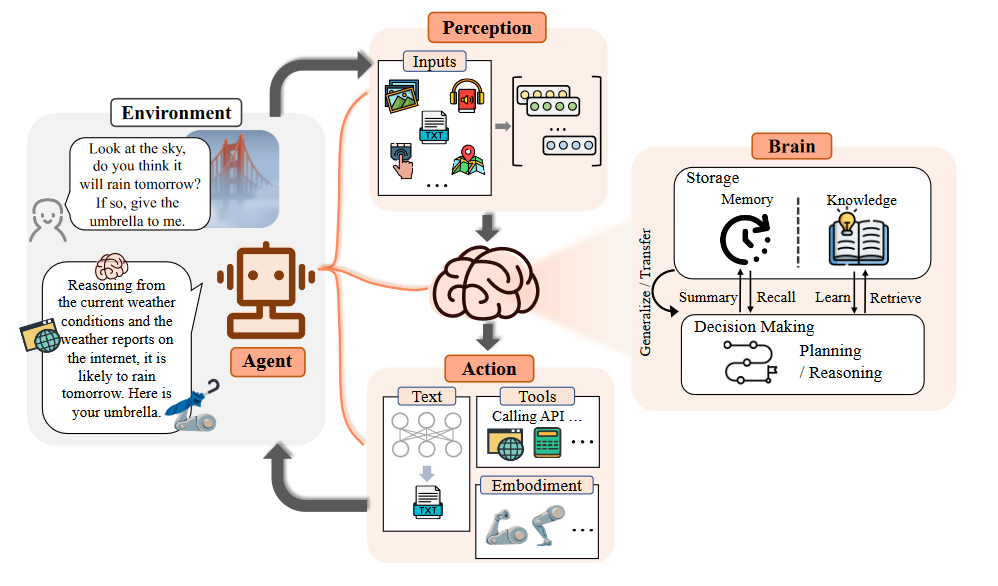 Perception
Inputs
TXT
...
...
Environment
Look at the sky,
do you think it
will rain tomorrow?
If so, give the
umbrella to me.
Reasoning from
the current weather
conditions and the
weather reports on
the internet, it is
likely to rain
tomorrow. Here is
your umbrella.
Agent
Action
Text
TXT
Tools
Calling API ...
...
Embodiment
...
Brain
Storage
Memory
Knowledge
Generalize / Transfer
Summary
Recall
Learn
Retrieve
Decision Making
Planning
/ Reasoning